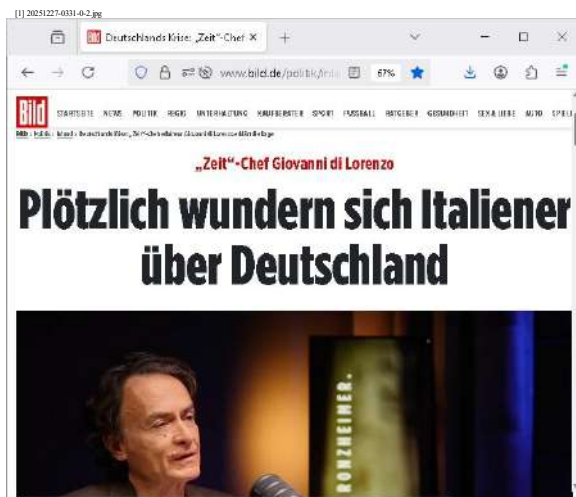 [1] 20251227-0331-0-2.jpg
Deutschlands Krise: „Zeit“-Chef
www.bild.de/politik/
67%
Bild
STARTSEITE NEWS POLITIK REGIO UNTERHALTUNG KAUFBERATER SPORT FUSSBALL RATGEBER GESUNDHEIT SEX & LIEBE AUTO SPIELE
„Zeit“-Chef Giovanni di Lorenzo
Plötzlich wundern sich Italiener
über Deutschland
RONZHEIMER.